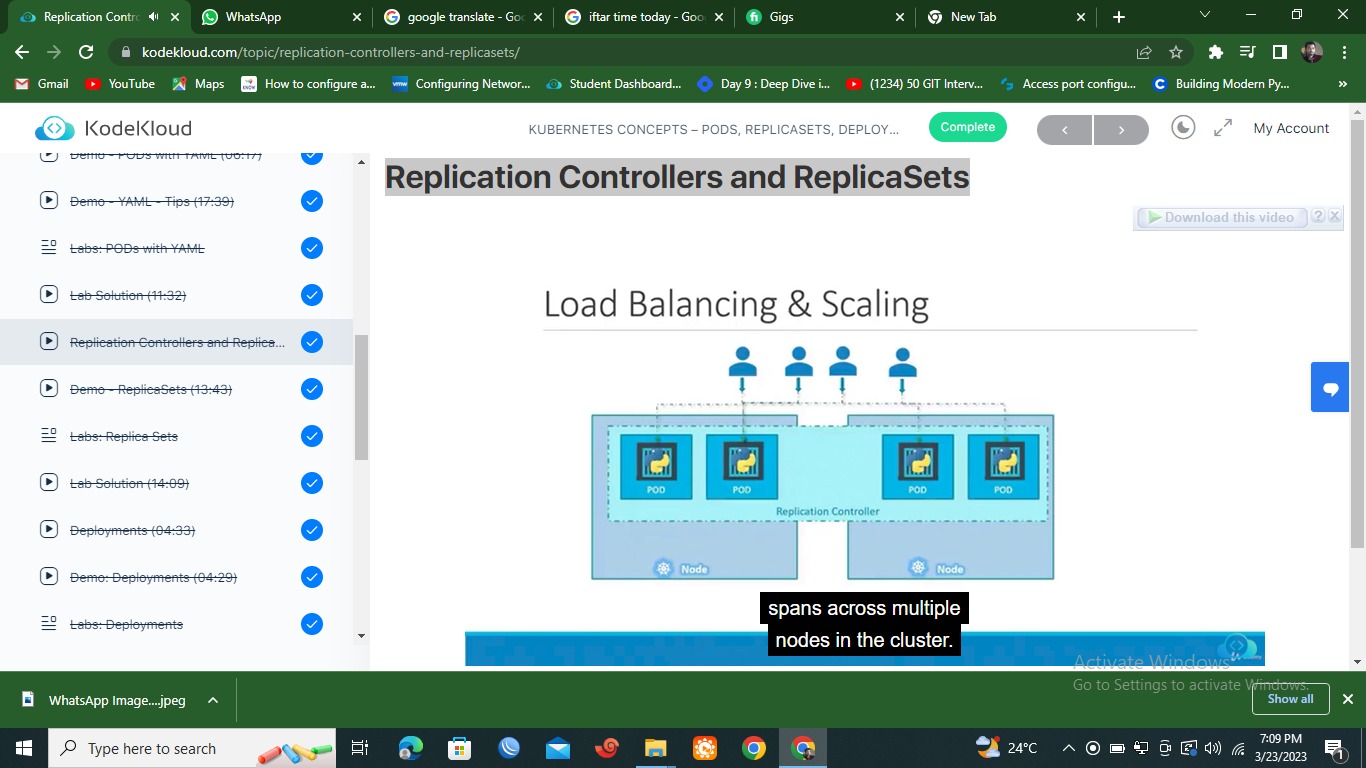 Replication Contr
WhatsApp
google translate - Goo
iftar time today - Goo
Gigs
New Tab
kodekloud.com/topic/replication-controllers-and-replicasets/
Gmail
YouTube
Maps
How to configure a...
Configuring Networ...
Student Dashboard...
Day 9 : Deep Dive i...
(1234) 50 GIT Interv...
Access port configu...
Building Modern Py...
»
KodeKloud
KUBERNETES CONCEPTS – PODS, REPLICASETS, DEPLOY...
Complete
My Account
Demo - PODs with YAML (06:17)
Demo - YAML - Tips (17:39)
Labs: PODs with YAML
Lab Solution (11:32)
Replication Controllers and Replica...
Demo - ReplicaSets (13:43)
Labs: Replica Sets
Lab Solution (14:09)
Deployments (04:33)
Demo: Deployments (04:29)
Labs: Deployments
Replication Controllers and ReplicaSets
Download this video ? X
Load Balancing & Scaling
POD
POD
POD
POD
Replication Controller
Node
Node
spans across multiple
nodes in the cluster.
Activate Windows
Go to Settings to activate Windows.
WhatsApp Image....jpeg
Show all
Type here to search
24°C
7:09 PM
3/23/2023
1